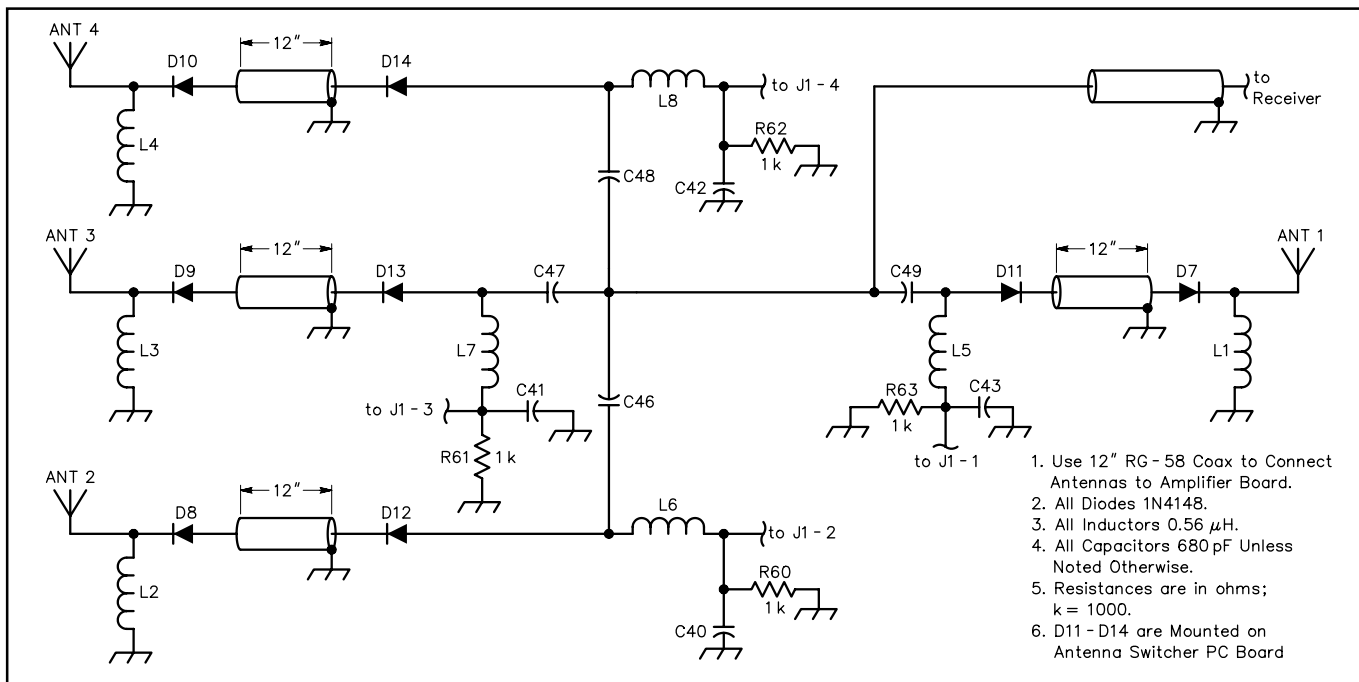 ANT 4
12"
D10
D14
L8
to J1-4
to
Receiver
L4
R62
1 k
C48
C42
ANT 3
12"
D9
D13
C47
C49
D11
12"
D7
ANT 1
L3
L7
L5
L1
C41
to J1-3
C46
R63
1 k
C43
R61
1 k
to J1-1
ANT 2
12"
D8
D12
L6
to J1-2
L2
R60
1 k
C40
1. Use 12" RG-58 Coax to Connect
Antennas to Amplifier Board.
2. All Diodes 1N4148.
3. All Inductors 0.56 µH.
4. All Capacitors 680 pF Unless
Noted Otherwise.
5. Resistances are in ohms;
k = 1000.
6. D11-D14 are Mounted on
Antenna Switcher PC Board